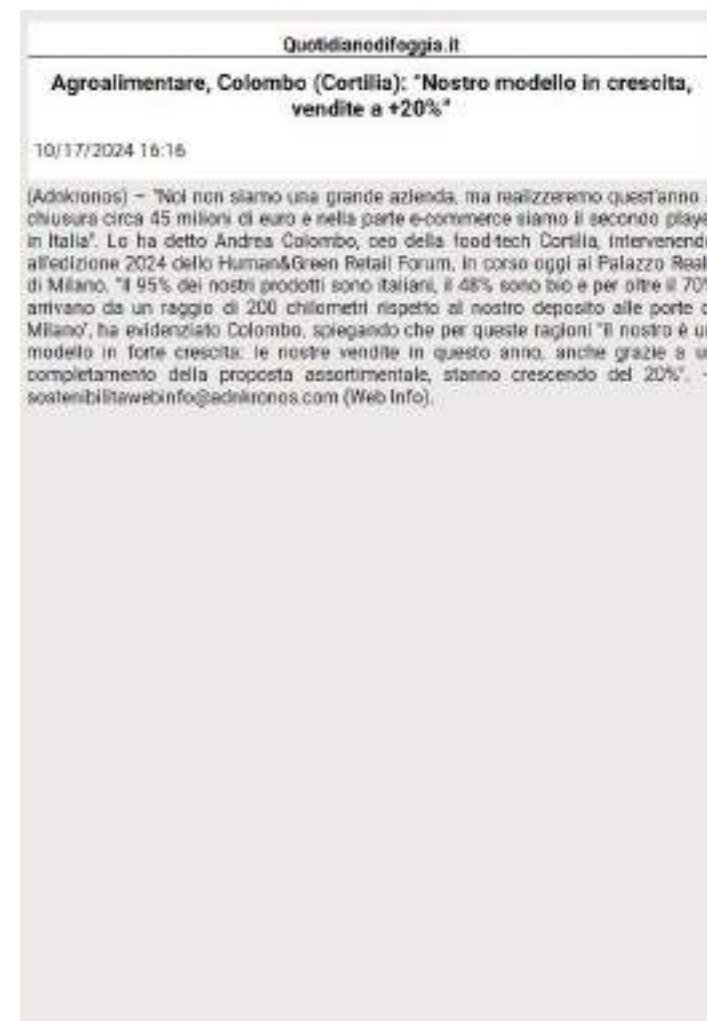 Quotidianodifoggia.it
Agroalimentare, Colombo (Cortilia): "Nostro modello in crescita,
vendite a +20%"
10/17/2024 16:16
(Adnkronos) – "Noi non siamo una grande azienda, ma realizzeremo quest'anno a
chiusura circa 45 milioni di euro e nella parte e-commerce siamo il secondo playe
in Italia". Lo ha detto Andrea Colombo, ceo della food-tech Cortilia, intervenendo
all'edizione 2024 dello Human&Green Retail Forum, in corso oggi al Palazzo Real
di Milano. "Il 95% dei nostri prodotti sono italiani, il 48% sono bio e per oltre il 70%
arrivano da un raggio di 200 chilometri rispetto al nostro deposito alle porte d
Milano", ha evidenziato Colombo, spiegando che per queste ragioni "il nostro è un
modello in forte crescita: le nostre vendite in questo anno, anche grazie a un
completamento della proposta assortimentale, stanno crescendo del 20%". –
sostenibilitawebinfo@adnkronos.com (Web Info).